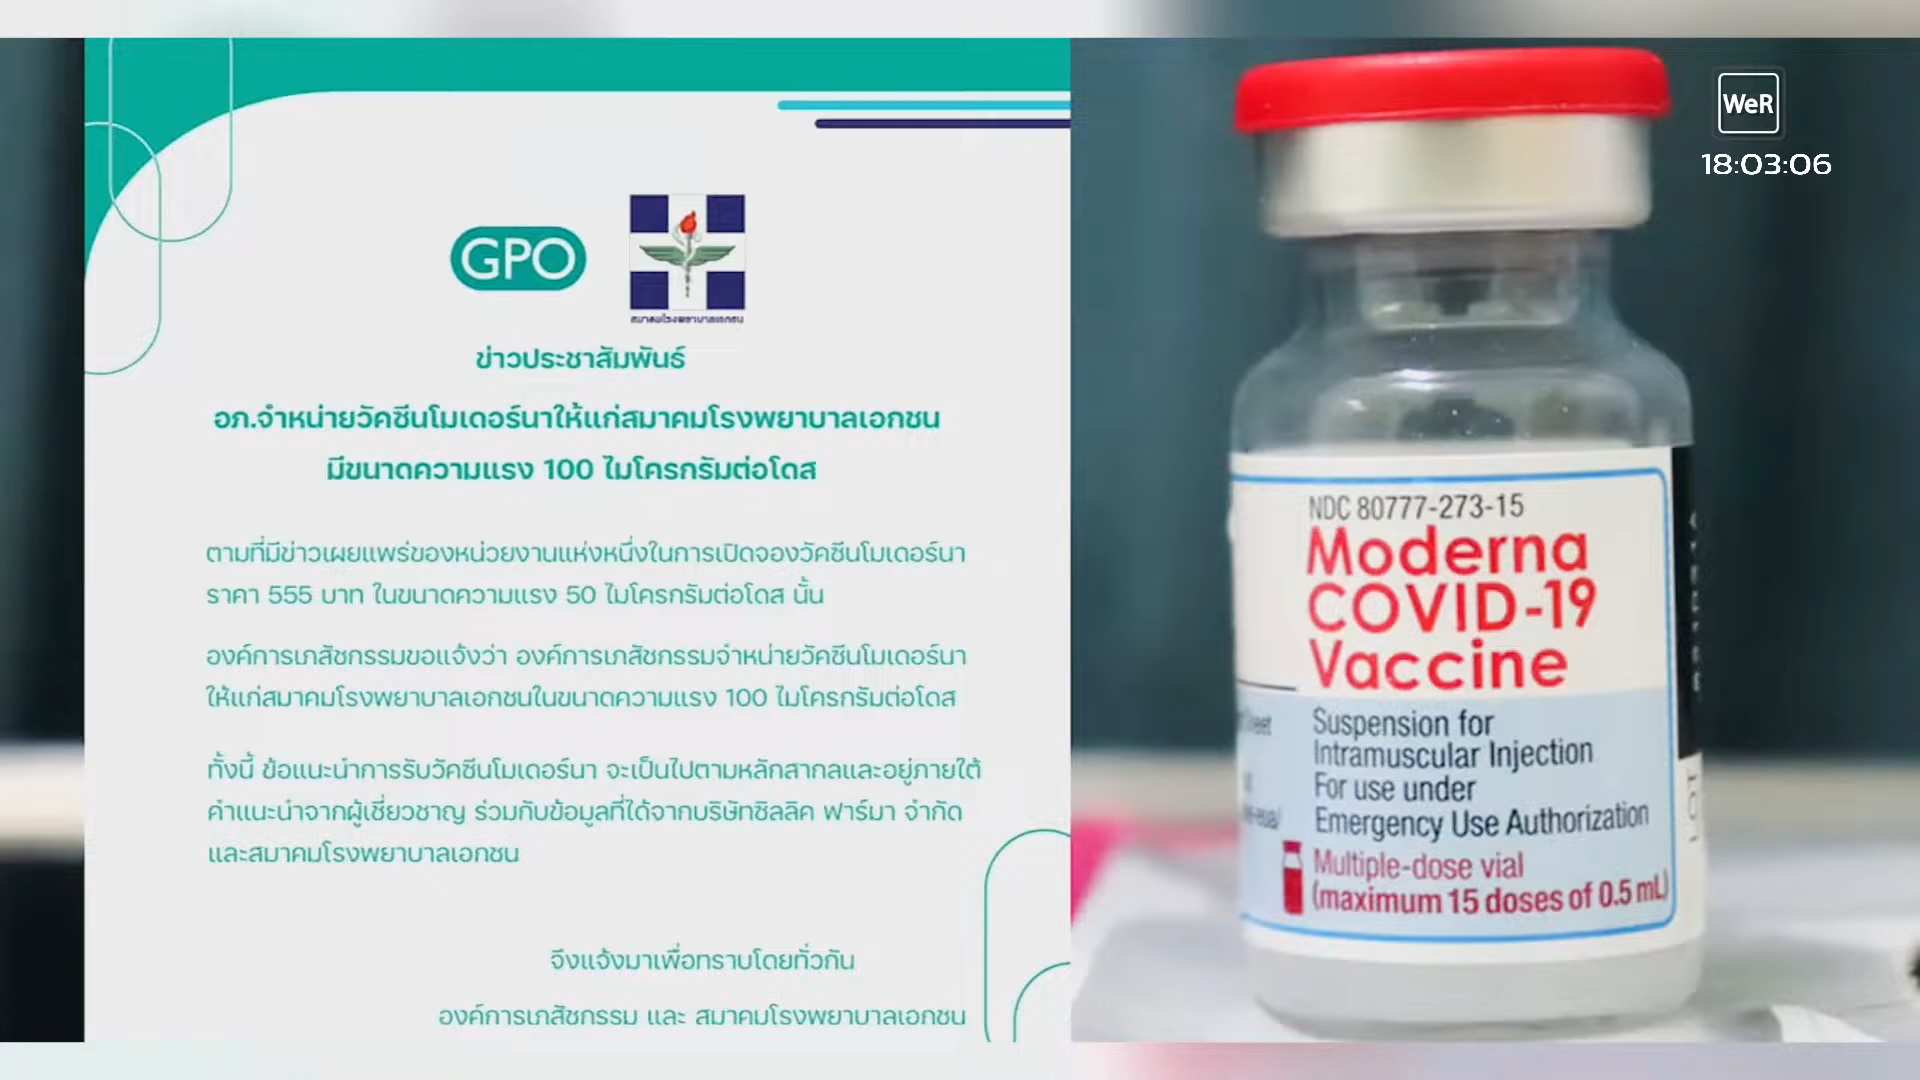 GPO
สมาคมโรงพยาบาลเอกชน
ข่าวประชาสัมพันธ์
อภ.จำหน่ายวัคซีนโมเดอร์นาให้แก่สมาคมโรงพยาบาลเอกชน
มีขนาดความแรง 100 ไมโครกรัมต่อโดส
ตามที่มีข่าวเผยแพร่ของหน่วยงานแห่งหนึ่งในการเปิดจองวัคซีนโมเดอร์นา
ราคา 555 บาท ในขนาดความแรง 50 ไมโครกรัมต่อโดส นั้น
องค์การเภสัชกรรมขอแจ้งว่า องค์การเภสัชกรรมจำหน่ายวัคซีนโมเดอร์นา
ให้แก่สมาคมโรงพยาบาลเอกชนในขนาดความแรง 100 ไมโครกรัมต่อโดส
ทั้งนี้ ข้อแนะนำการรับวัคซีนโมเดอร์นา จะเป็นไปตามหลักสากลและอยู่ภายใต้
คำแนะนำจากผู้เชี่ยวชาญ ร่วมกับข้อมูลที่ได้จากบริษัทซิลลิค ฟาร์มา จำกัด
และสมาคมโรงพยาบาลเอกชน
จึงแจ้งมาเพื่อทราบโดยทั่วกัน
องค์การเภสัชกรรม และ สมาคมโรงพยาบาลเอกชน
WeR
18:03:06
NDC 80777-273-15
Moderna
COVID-19
Vaccine
Suspension for
Intramuscular Injection
For use under
Emergency Use Authorization
Multiple-dose vial
(maximum 15 doses of 0.5 mL)